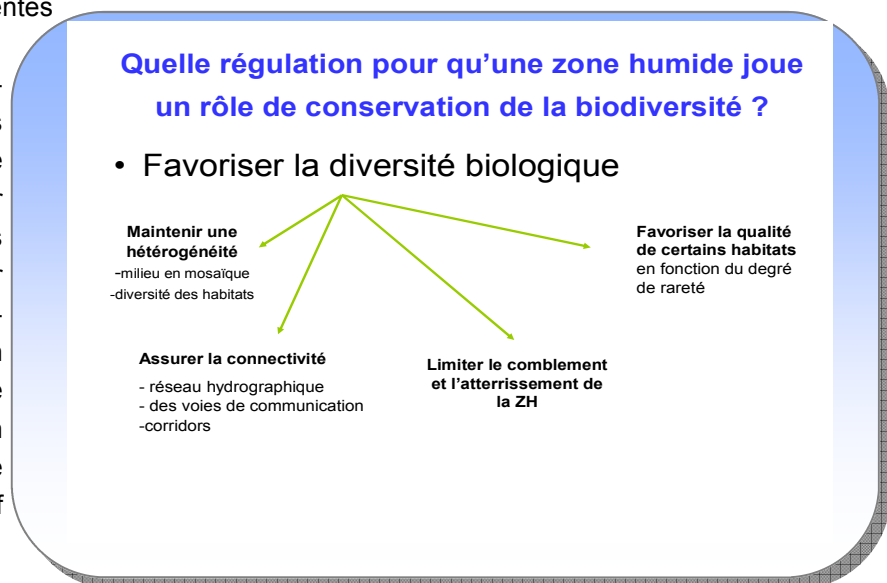 entés
Quelle régulation pour qu'une zone humide joue
un rôle de conservation de la biodiversité ?
• Favoriser la diversité biologique
Maintenir une
hétérogénéité
-milieu en mosaïque
-diversité des habitats
Favoriser la qualité
de certains habitats
en fonction du degré
de rareté
Assurer la connectivité
- réseau hydrographique
- des voies de communication
-corridors
Limiter le comblement
et l'atterrissement de
la ZH